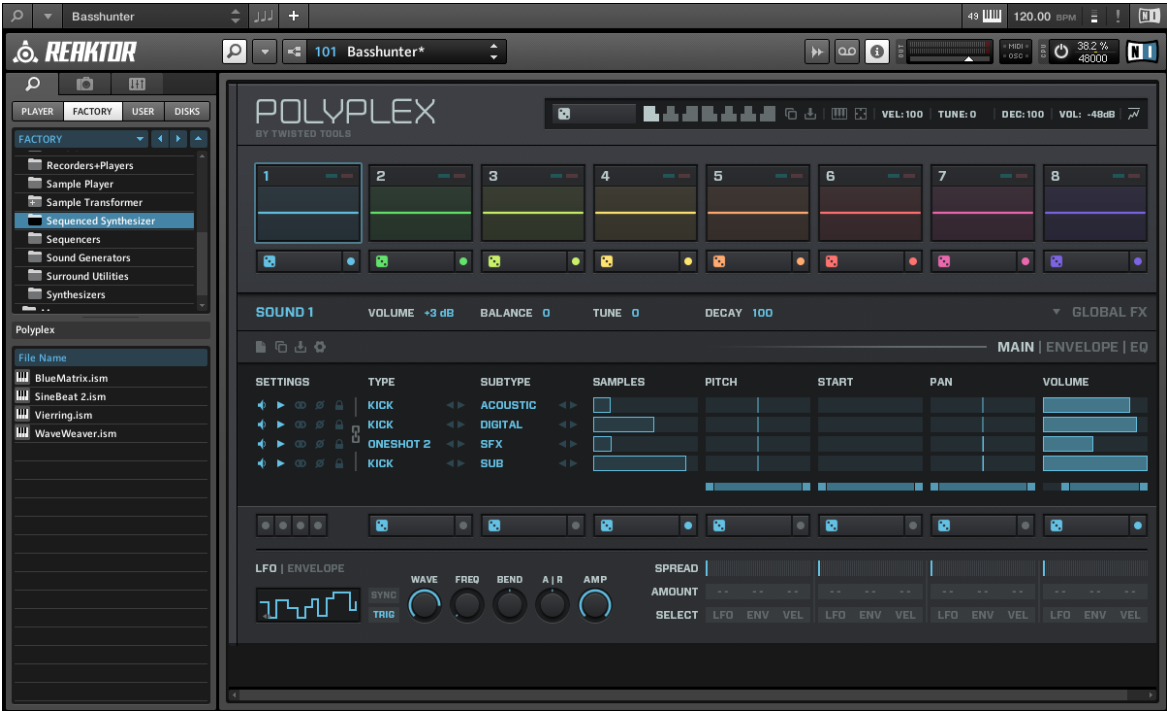 Basshunter 49 120.00 BPM ! NI
REAKTOR 101 Basshunter* OUT MIDI OSC CPU 38.2 % 48000 NI
PLAYER FACTORY USER DISKS
FACTORY
Recorders+Players
Sample Player
Sample Transformer
Sequenced Synthesizer
Sequencers
Sound Generators
Surround Utilities
Synthesizers
Polyplex
File Name
BlueMatrix.ism
SineBeat 2.ism
Vierring.ism
WaveWeaver.ism
POLYPLEX
BY TWISTED TOOLS
VEL:100 TUNE:0 DEC:100 VOL: -48dB
1 2 3 4 5 6 7 8
SOUND 1 VOLUME +3 dB BALANCE 0 TUNE 0 DECAY 100 GLOBAL FX
MAIN | ENVELOPE | EQ
SETTINGS TYPE SUBTYPE SAMPLES PITCH START PAN VOLUME
KICK ACOUSTIC
KICK DIGITAL
ONESHOT 2 SFX
KICK SUB
LFO | ENVELOPE
WAVE FREQ BEND A|R AMP
SYNC
TRIG
SPREAD
AMOUNT -- -- -- -- -- -- -- -- -- -- -- --
SELECT LFO ENV VEL LFO ENV VEL LFO ENV VEL LFO ENV VEL